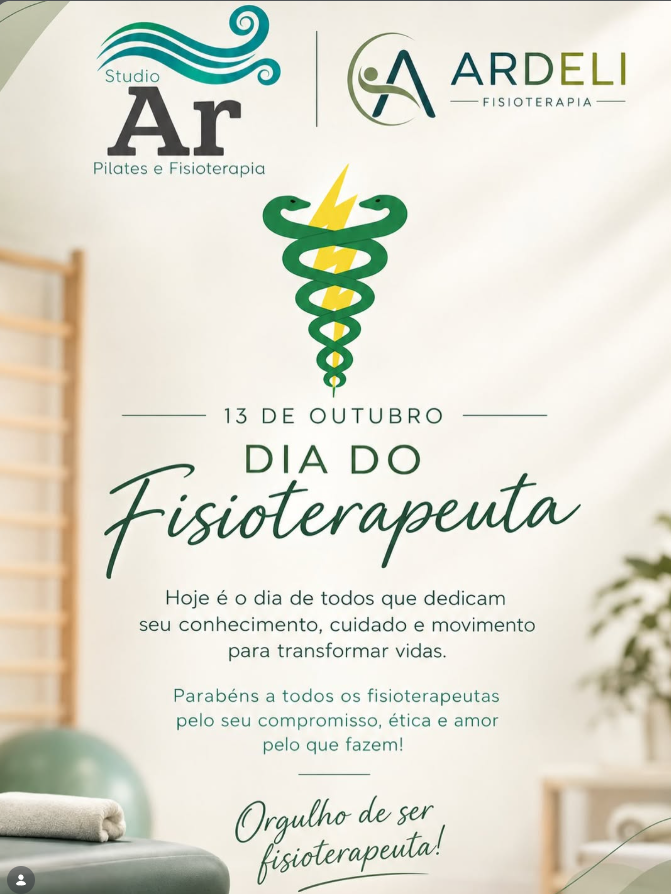 Studio
Ar
Pilates e Fisioterapia
ARDELI
FISIOTERAPIA
13 DE OUTUBRO
DIA DO
Fisioterapeuta
Hoje é o dia de todos que dedicam
seu conhecimento, cuidado e movimento
para transformar vidas.
Parabéns a todos os fisioterapeutas
pelo seu compromisso, ética e amor
pelo que fazem!
Orgulho de ser
fisioterapeuta!